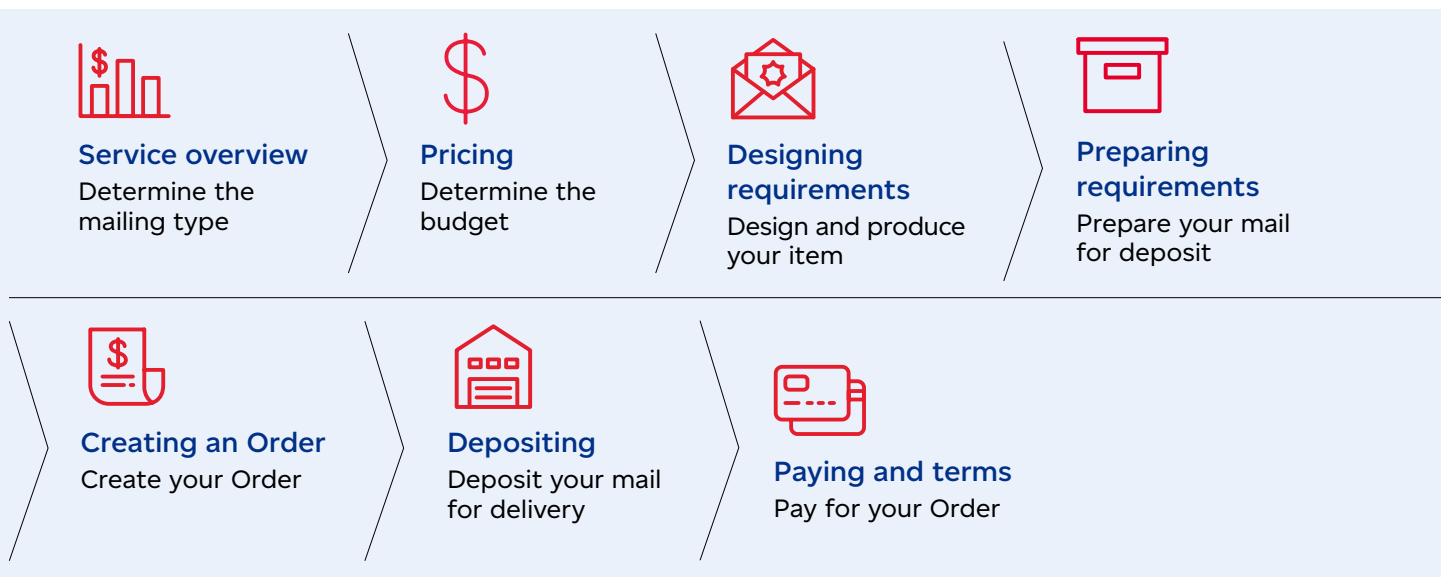 $
Service overview
Determine the
mailing type
$
Pricing
Determine the
budget
Designing
requirements
Design and produce
your item
Preparing
requirements
Prepare your mail
for deposit
$
Creating an Order
Create your Order
Depositing
Deposit your mail
for delivery
Paying and terms
Pay for your Order